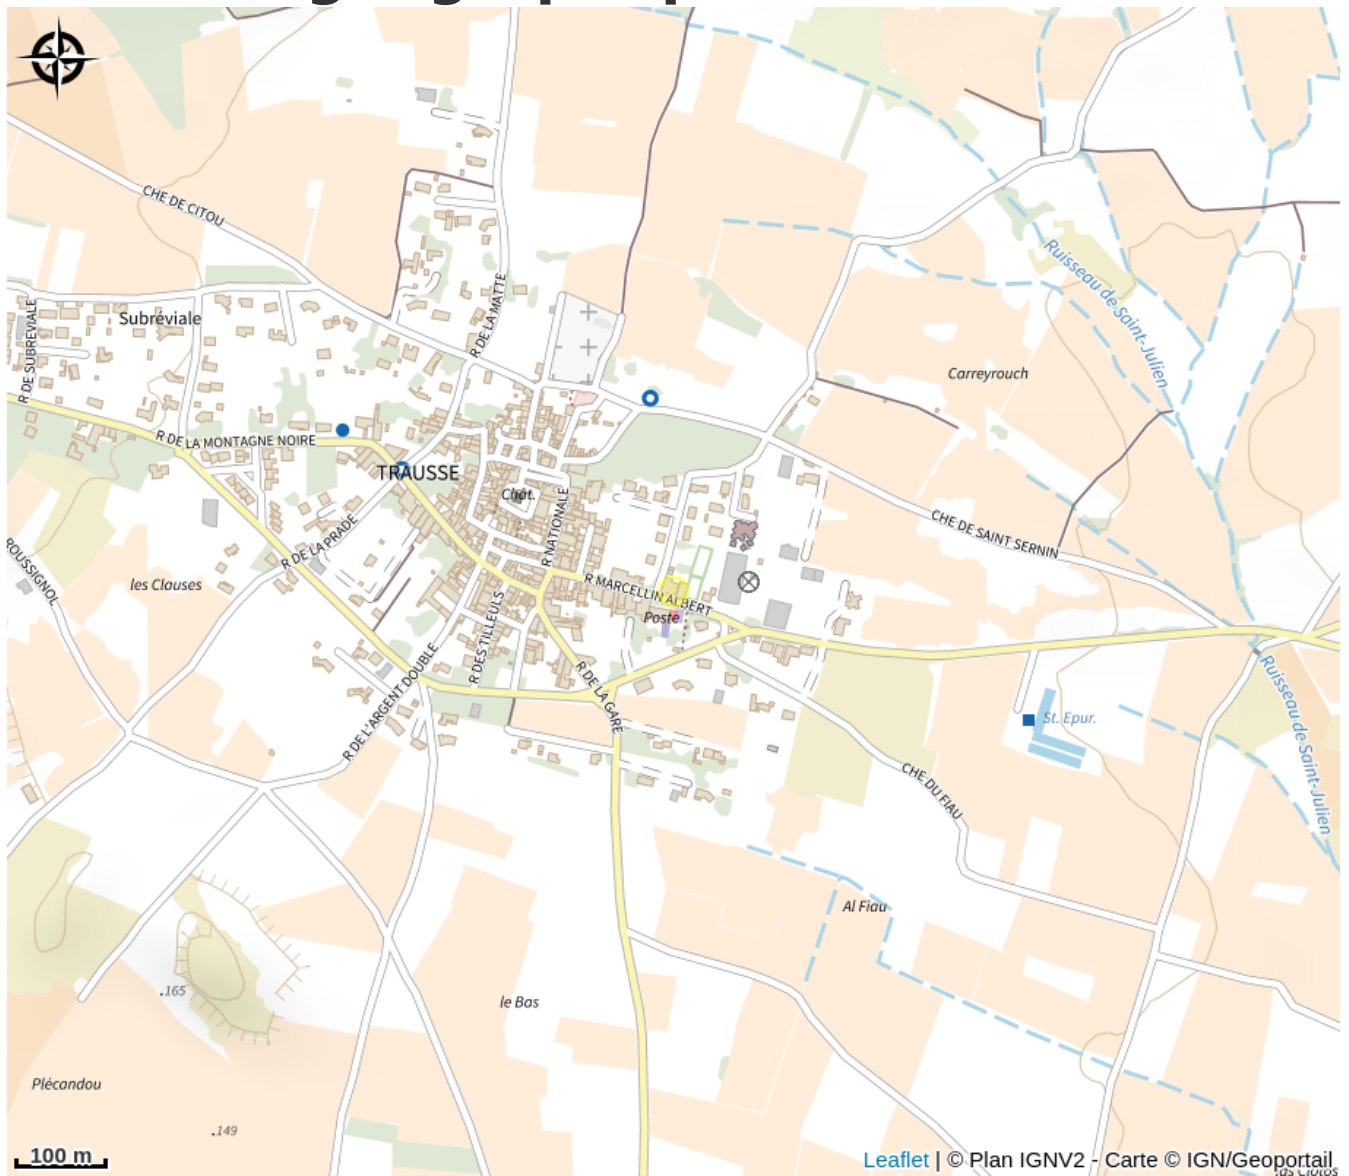 CHE DE CITOU
R DE LA MATTE
Ruisseau de Saint-Julien
Subréviale
R DE SUBREVIALE
Carreyrouch
R DE LA MONTAGNE NOIRE
TRAUSSE
Chât.
R NATIONALE
CHE DE SAINT SERNIN
R DE LA PRADE
ROUSSIGNOL
les Clauses
R MARCELLIN ALBERT
Poste
R DES TILLEULS
R DE L'ARGENT DOUBLE
R DE LA GARE
St. Epur.
Ruisseau de Saint-Julien
CHE DU FIAU
Al Fiau
.165
le Bas
Plécandou
.149
100 m
Leaflet | © Plan IGNV2 - Carte © IGN/Geoportail